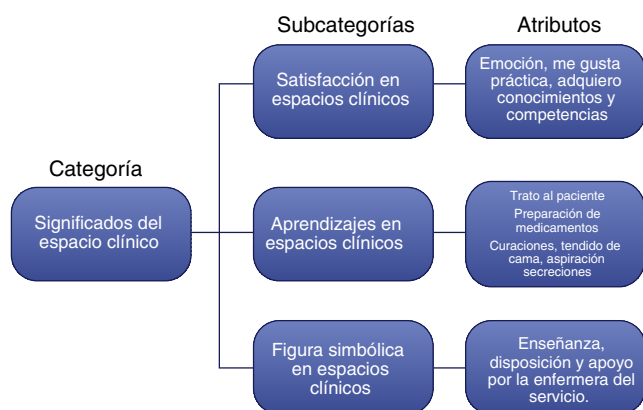 Subcategorías
Atributos
Satisfacción en
espacios clínicos
Emoción, me gusta
práctica, adquiero
conocimientos y
competencias
Categoría
Significados del
espacio clínico
Aprendizajes en
espacios clínicos
Trato al paciente
Preparación de
medicamentos
Curaciones, tendido de
cama, aspiración
secreciones
Figura simbólica
en espacios
clínicos
Enseñanza,
disposición y apoyo
por la enfermera del
servicio.